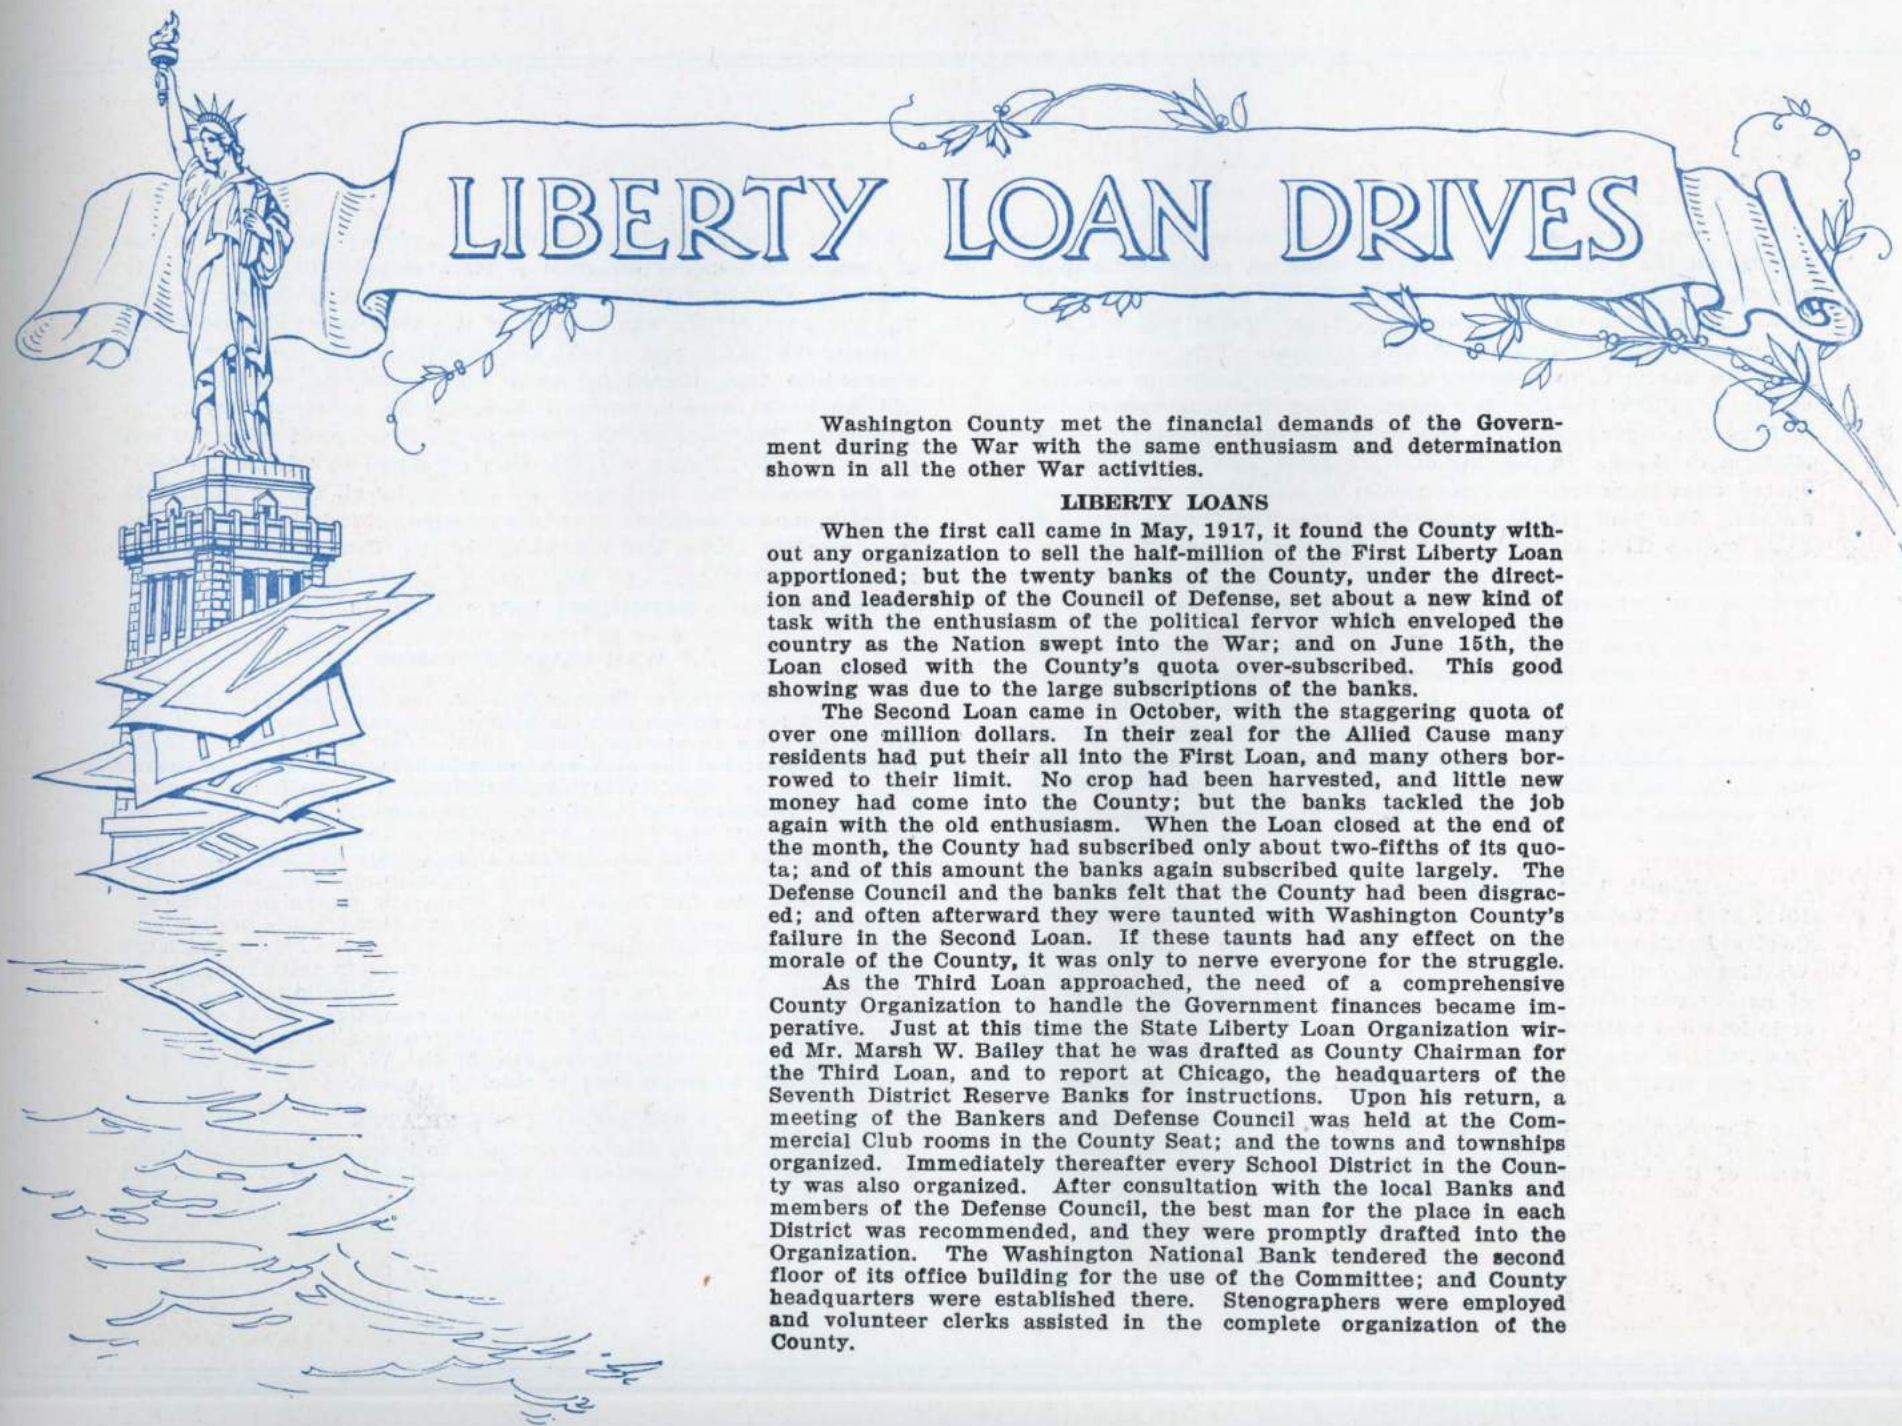 LIBERTY LOAN DRIVES
Washington County met the financial demands of the Govern-
ment during the War with the same enthusiasm and determination
shown in all the other War activities.
LIBERTY LOANS
When the first call came in May, 1917, it found the County with-
out any organization to sell the half-million of the First Liberty Loan
apportioned; but the twenty banks of the County, under the direct-
ion and leadership of the Council of Defense, set about a new kind of
task with the enthusiasm of the political fervor which enveloped the
country as the Nation swept into the War; and on June 15th, the
Loan closed with the County's quota over-subscribed. This good
showing was due to the large subscriptions of the banks.
The Second Loan came in October, with the staggering quota of
over one million dollars. In their zeal for the Allied Cause many
residents had put their all into the First Loan, and many others bor-
rowed to their limit. No crop had been harvested, and little new
money had come into the County; but the banks tackled the job
again with the old enthusiasm. When the Loan closed at the end of
the month, the County had subscribed only about two-fifths of its quo-
ta; and of this amount the banks again subscribed quite largely. The
Defense Council and the banks felt that the County had been disgrac-
ed; and often afterward they were taunted with Washington County's
failure in the Second Loan. If these taunts had any effect on the
morale of the County, it was only to nerve everyone for the struggle.
As the Third Loan approached, the need of a comprehensive
County Organization to handle the Government finances became im-
perative. Just at this time the State Liberty Loan Organization wir-
ed Mr. Marsh W. Bailey that he was drafted as County Chairman for
the Third Loan, and to report at Chicago, the headquarters of the
Seventh District Reserve Banks for instructions. Upon his return, a
meeting of the Bankers and Defense Council was held at the Com-
mercial Club rooms in the County Seat; and the towns and townships
organized. Immediately thereafter every School District in the Coun-
ty was also organized. After consultation with the local Banks and
members of the Defense Council, the best man for the place in each
District was recommended, and they were promptly drafted into the
Organization. The Washington National Bank tendered the second
floor of its office building for the use of the Committee; and County
headquarters were established there. Stenographers were employed
and volunteer clerks assisted in the complete organization of the
County.
V
II
I